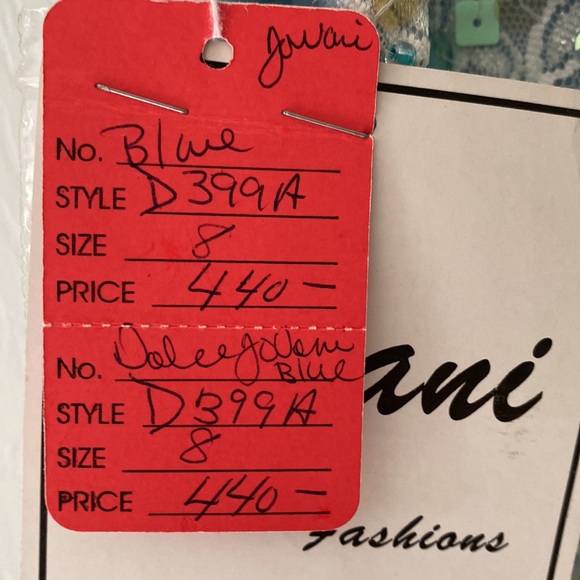 Jovani
No. Blue
STYLE D399A
SIZE 8
PRICE 440-
No. Dolce Jovani
Blue
STYLE D399A
SIZE 8
PRICE 440-
ani
Fashions